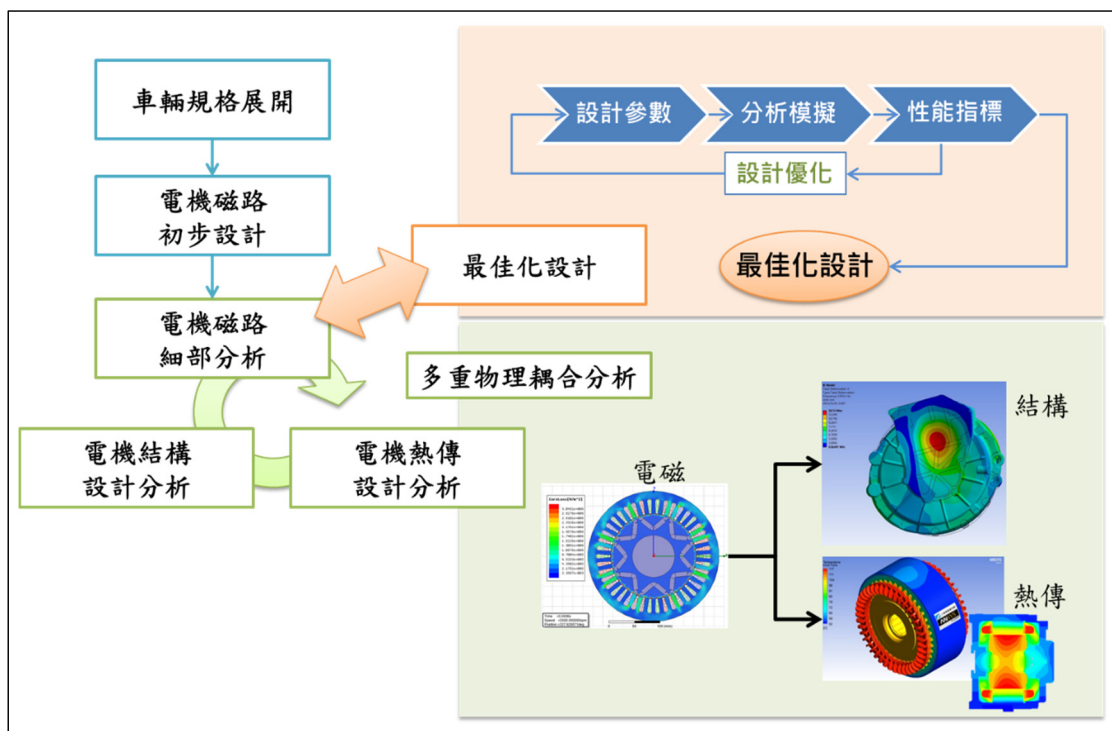 車輛規格展開
電機磁路
初步設計
電機磁路
細部分析
電機結構
設計分析
電機熱傳
設計分析
最佳化設計
多重物理耦合分析
設計參數
分析模擬
性能指標
設計優化
最佳化設計
電磁
結構
熱傳